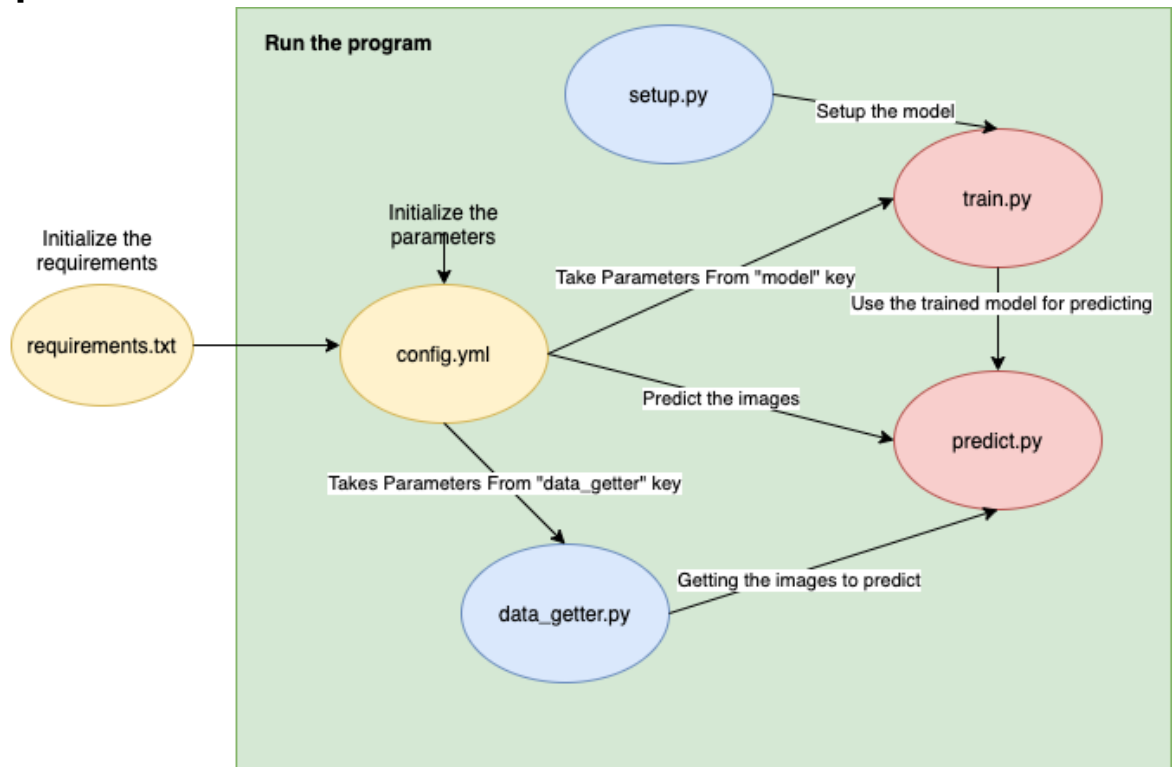 Run the program
setup.py
Setup the model
train.py
Initialize the
parameters
Initialize the
requirements
Take Parameters From "model" key
Use the trained model for predicting
requirements.txt
config.yml
Predict the images
predict.py
Takes Parameters From "data_getter" key
Getting the images to predict
data_getter.py